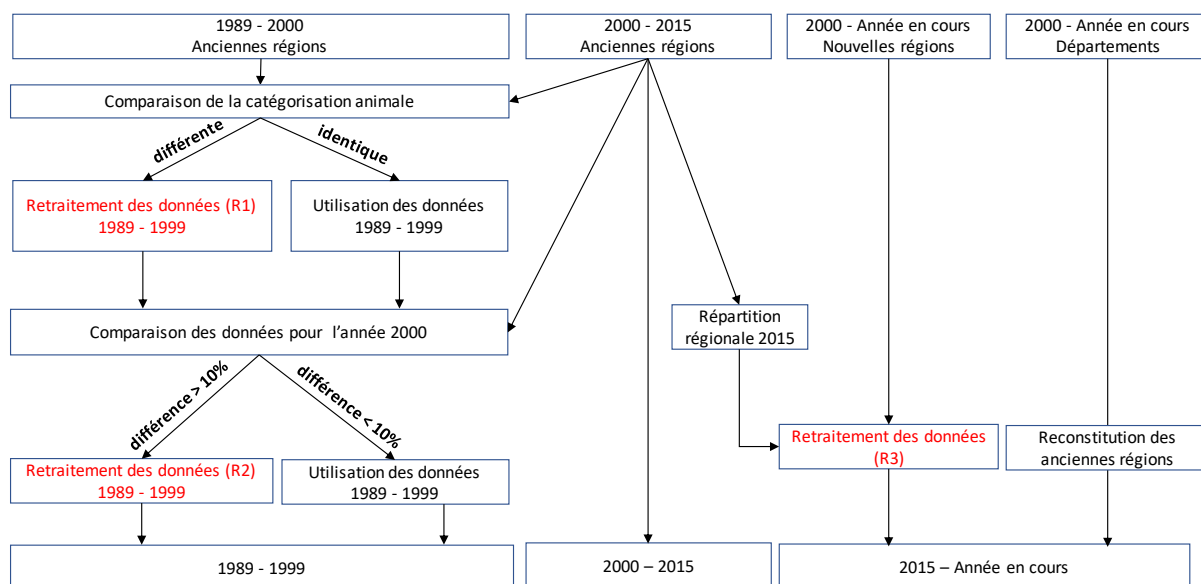 1989 - 2000
Anciennes régions
2000 - 2015
Anciennes régions
2000 - Année en cours
Nouvelles régions
2000 - Année en cours
Départements
Comparaison de la catégorisation animale
différente
identique
Retraitement des données (R1)
1989 - 1999
Utilisation des données
1989 - 1999
Comparaison des données pour l'année 2000
Répartition
régionale 2015
différence > 10%
différence < 10%
Retraitement des données (R2)
1989 - 1999
Utilisation des données
1989 - 1999
Retraitement des données
(R3)
Reconstitution des
anciennes régions
1989 - 1999
2000 – 2015
2015 – Année en cours